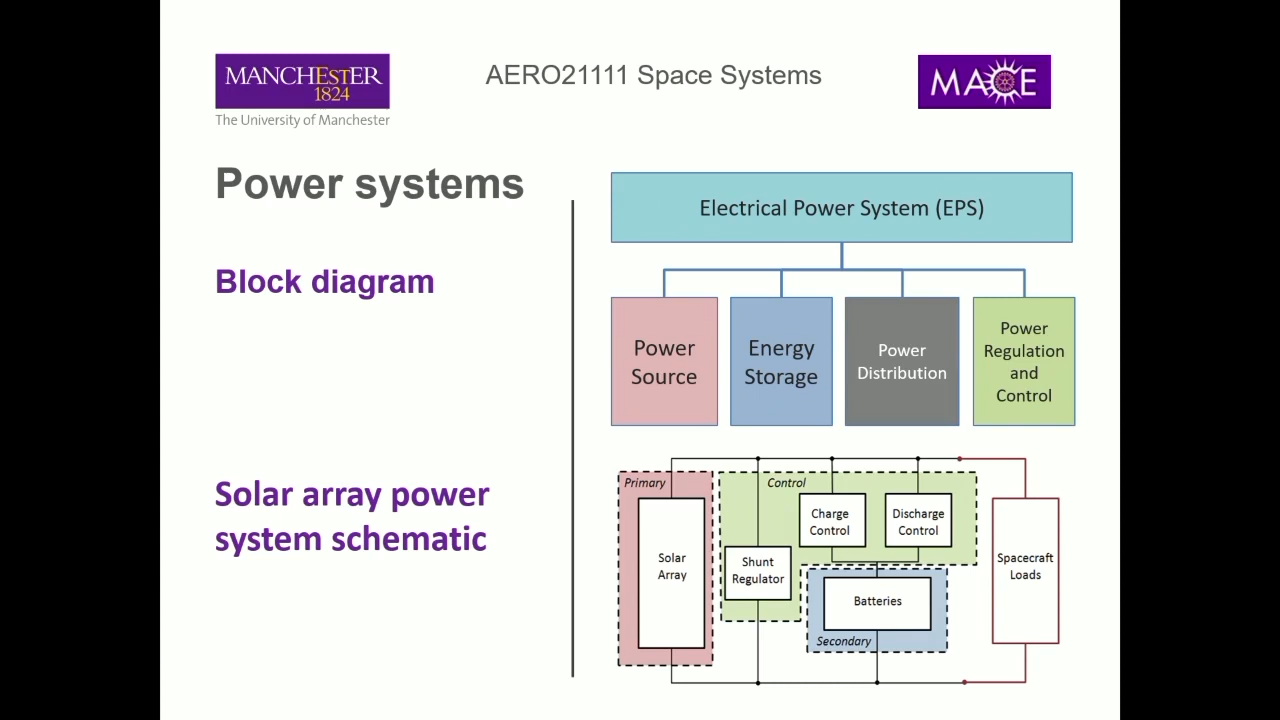 MANCHESTER
1824
The University of Manchester
AERO21111 Space Systems
MACE
Power systems
Block diagram
Electrical Power System (EPS)
Power
Source
Energy
Storage
Power
Distribution
Power
Regulation
and
Control
Solar array power
system schematic
Primary
Solar
Array
Control
Shunt
Regulator
Charge
Control
Discharge
Control
Batteries
Secondary
Spacecraft
Loads